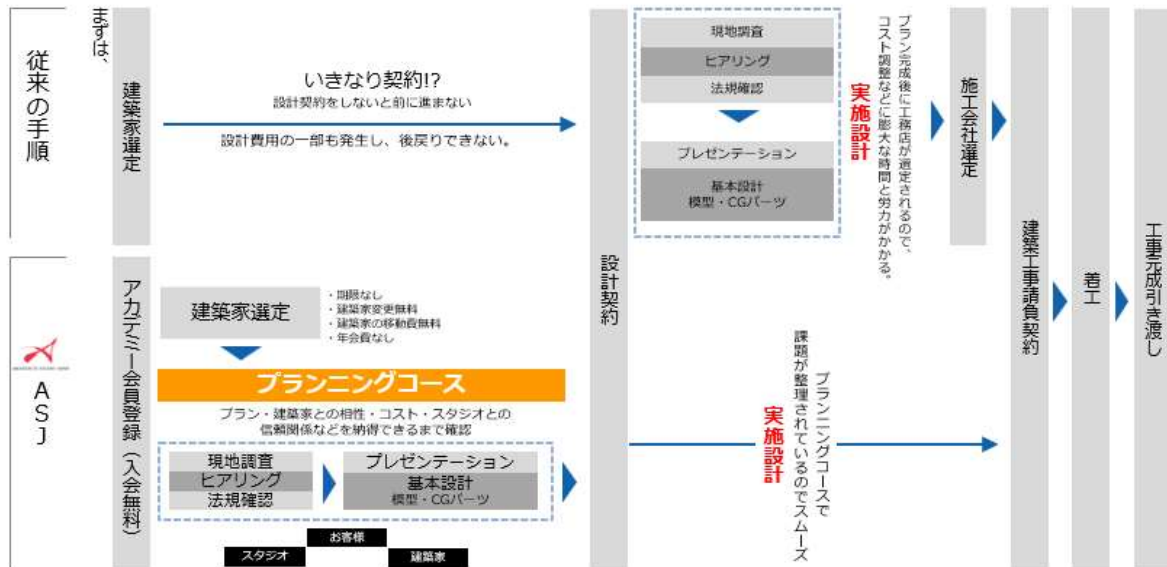 従来の手順
まずは、
建築家選定
いきなり契約!?
設計契約をしないと前に進まない
設計費用の一部も発生し、後戻りできない。
設計契約
現地調査
ヒアリング
法規確認
プレゼンテーション
基本設計
模型・CGパーツ
実施設計
プラン完成後に工務店が選定されるので、
コスト調整などに膨大な時間と労力がかかる。
施工会社選定
建築工事請負契約
着工
工事完成引き渡し
ASJ
アカデミー会員登録(入会無料)
建築家選定
・期限なし
・建築家変更無料
・建築家の移動費無料
・年会費なし
プランニングコース
プラン・建築家との相性・コスト・スタジオとの
信頼関係などを納得できるまで確認
現地調査
ヒアリング
法規確認
プレゼンテーション
基本設計
模型・CGパーツ
お客様
スタジオ
建築家
実施設計
プランニングコースで
課題が整理されているのでスムーズ